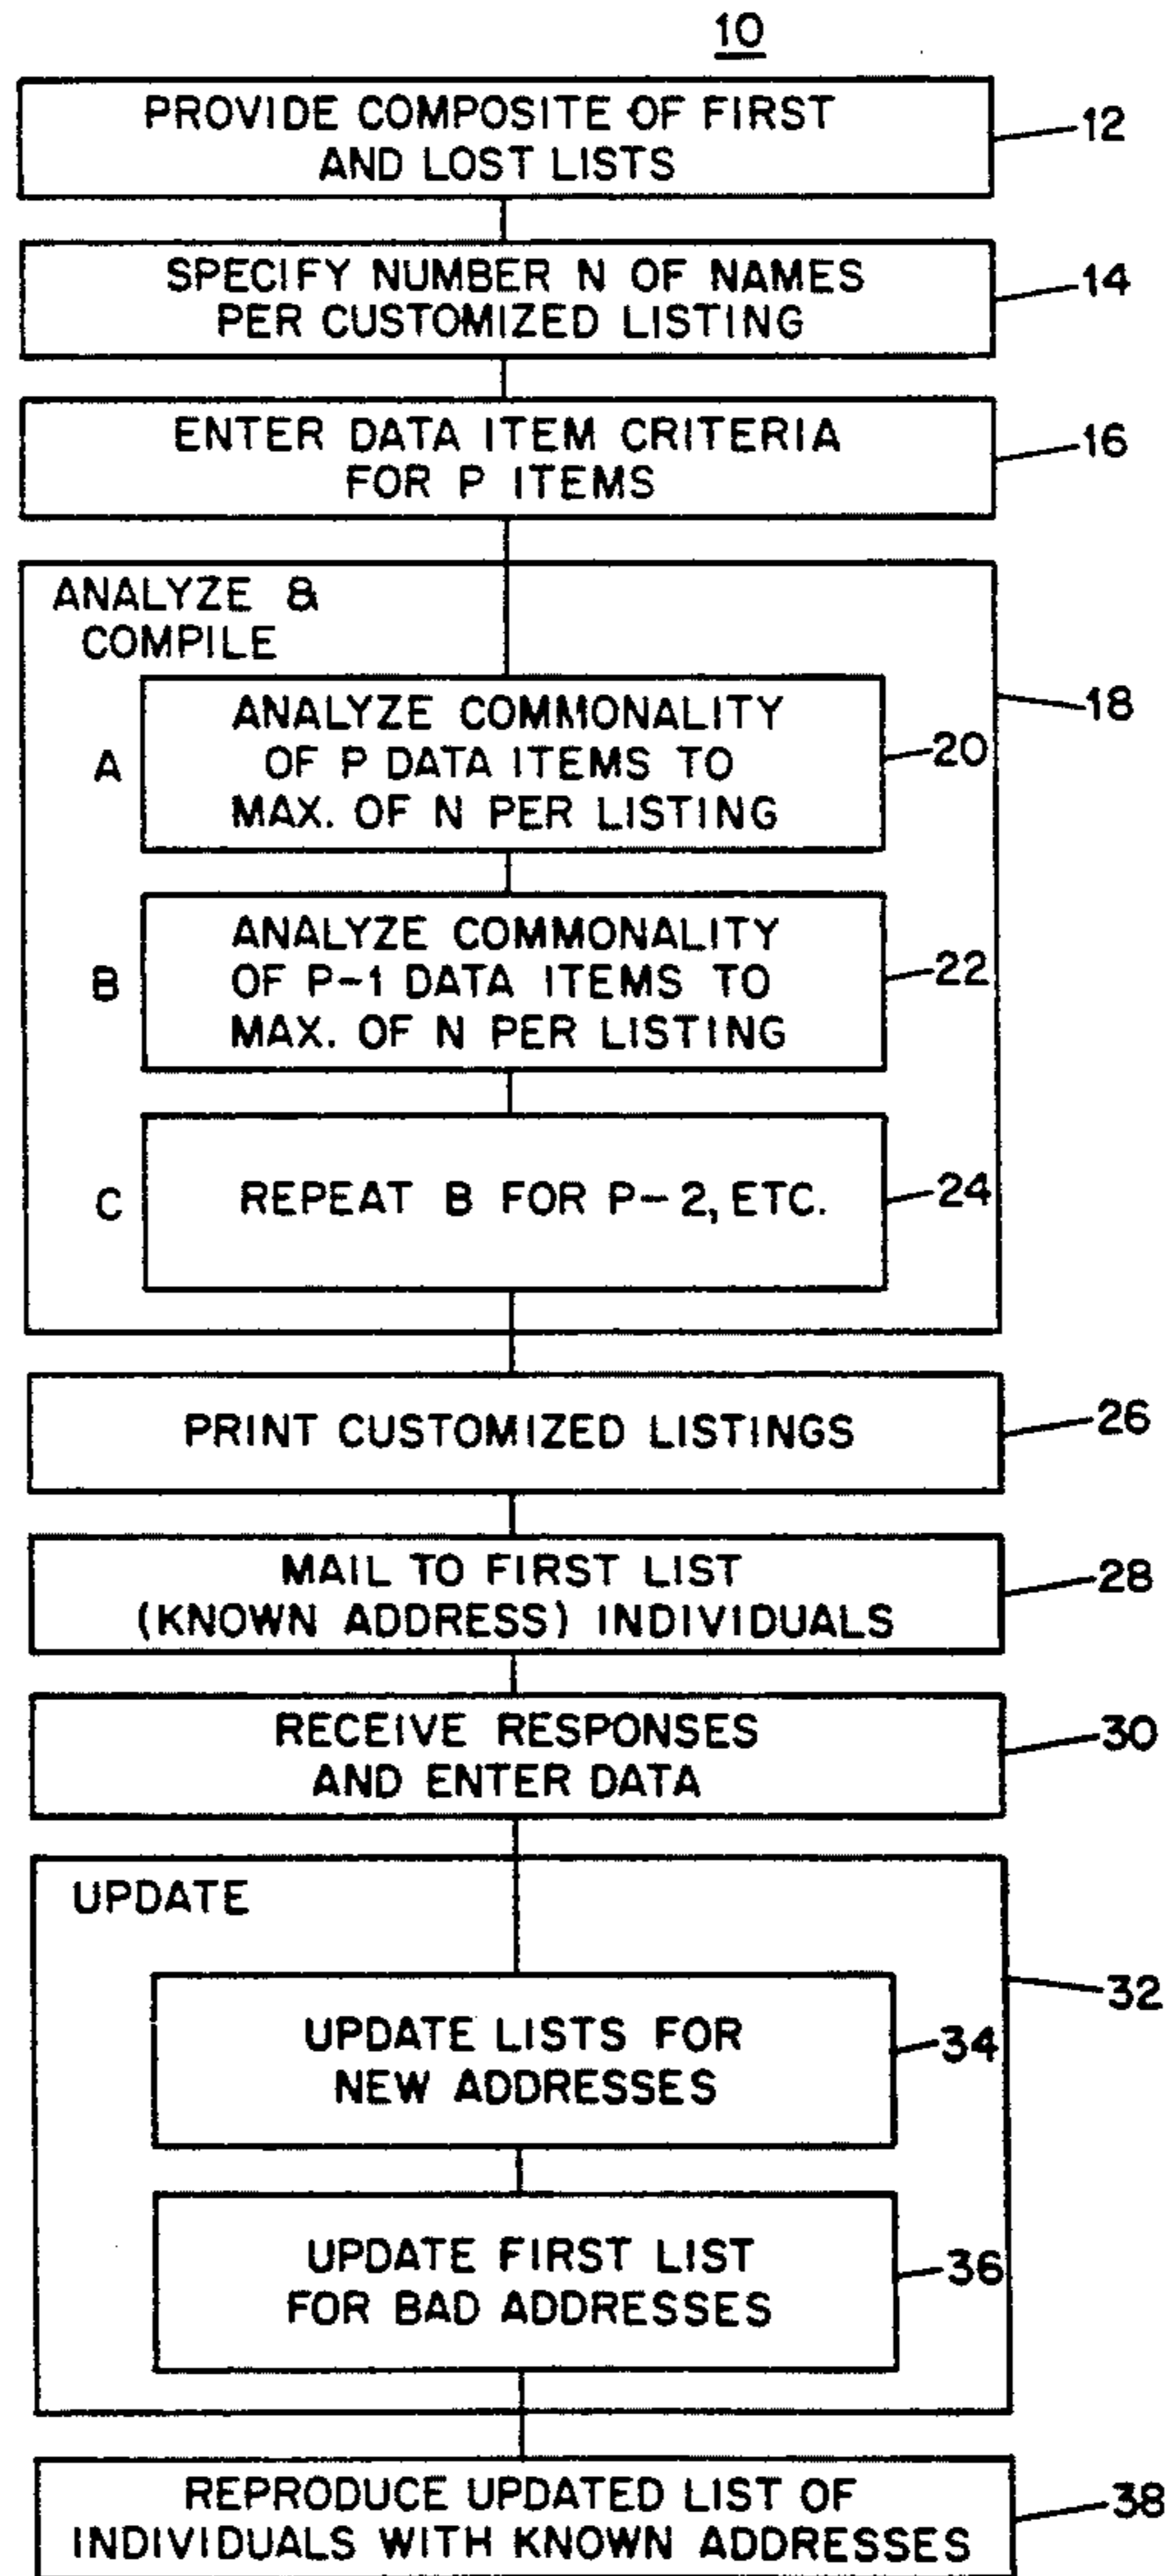 10
PROVIDE COMPOSITE OF FIRST
AND LOST LISTS
12
SPECIFY NUMBER N OF NAMES
PER CUSTOMIZED LISTING
14
ENTER DATA ITEM CRITERIA
FOR P ITEMS
16
ANALYZE &
COMPILE
18
A
ANALYZE COMMONALITY
OF P DATA ITEMS TO
MAX. OF N PER LISTING
20
B
ANALYZE COMMONALITY
OF P-1 DATA ITEMS TO
MAX. OF N PER LISTING
22
C
REPEAT B FOR P-2, ETC.
24
PRINT CUSTOMIZED LISTINGS
26
MAIL TO FIRST LIST
(KNOWN ADDRESS) INDIVIDUALS
28
RECEIVE RESPONSES
AND ENTER DATA
30
UPDATE
32
UPDATE LISTS FOR
NEW ADDRESSES
34
UPDATE FIRST LIST
FOR BAD ADDRESSES
36
REPRODUCE UPDATED LIST OF
INDIVIDUALS WITH KNOWN ADDRESSES
38